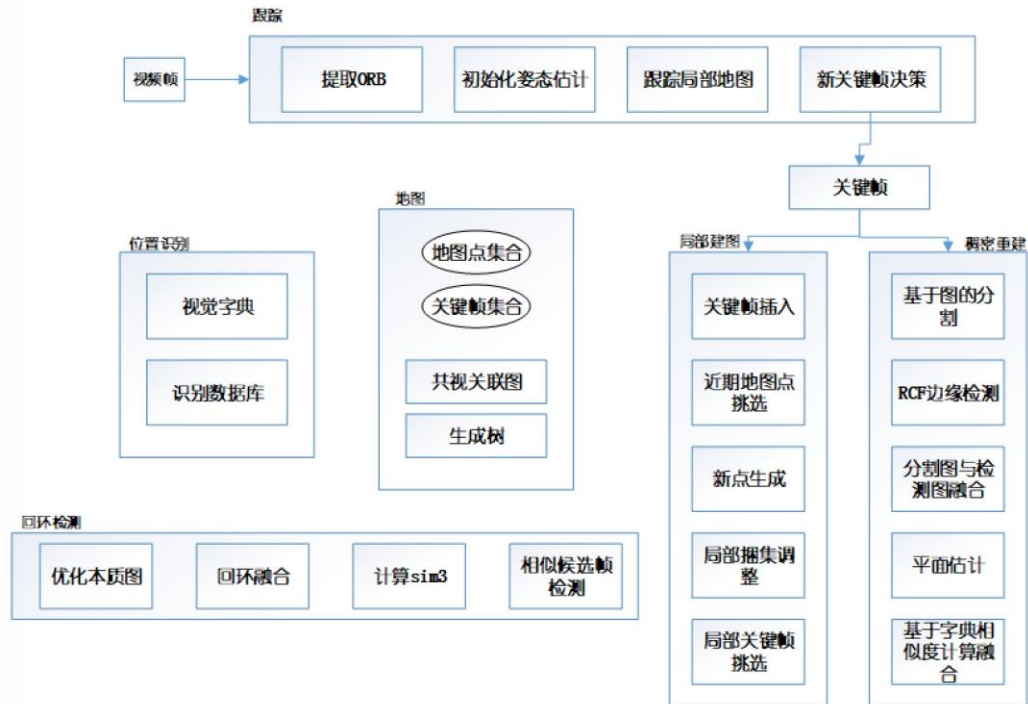 跟踪
视频帧
提取ORB
初始化姿态估计
跟踪局部地图
新关键帧决策
关键帧
地图
地图点集合
关键帧集合
共视关联图
生成树
位置识别
视觉字典
识别数据库
局部建图
关键帧插入
近期地图点
挑选
新点生成
局部捆集调
整
局部关键帧
挑选
稠密重建
基于图的分
割
RCF边缘检测
分割图与检
测图融合
平面估计
基于字典相
似度计算融
合
回环检测
优化本质图
回环融合
计算sim3
相似候选帧
检测